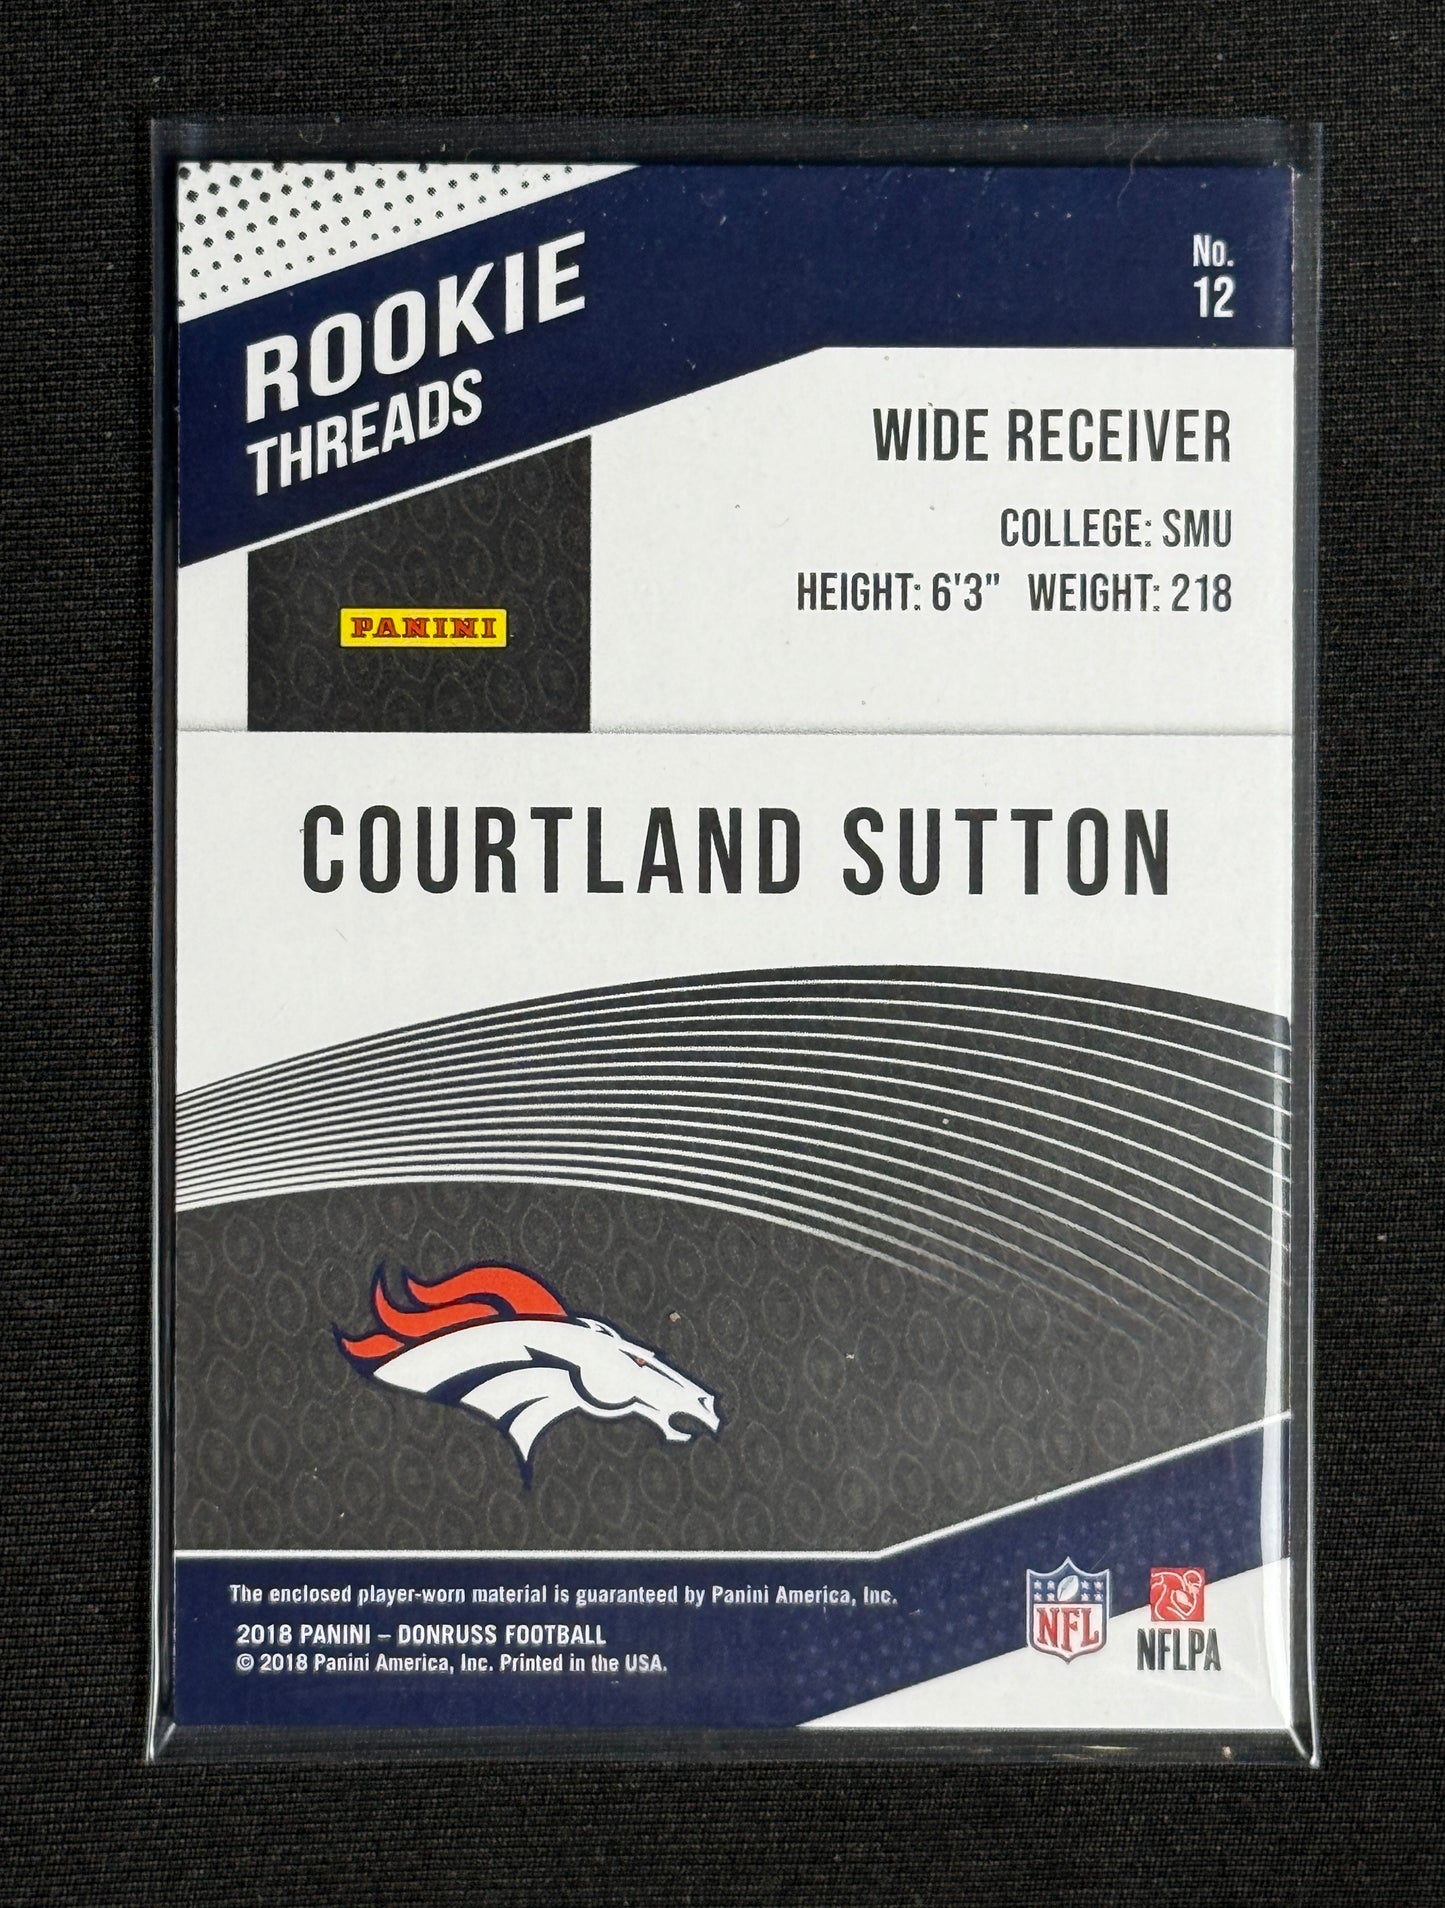 ROOKIE
THREADS
No.
12
WIDE RECEIVER
COLLEGE: SMU
HEIGHT: 6'3" WEIGHT: 218
PANINI
COURTLAND SUTTON
The enclosed player-worn material is guaranteed by Panini America, Inc.
2018 PANINI – DONRUSS FOOTBALL
© 2018 Panini America, Inc. Printed in the USA.
NFL
NFLPA